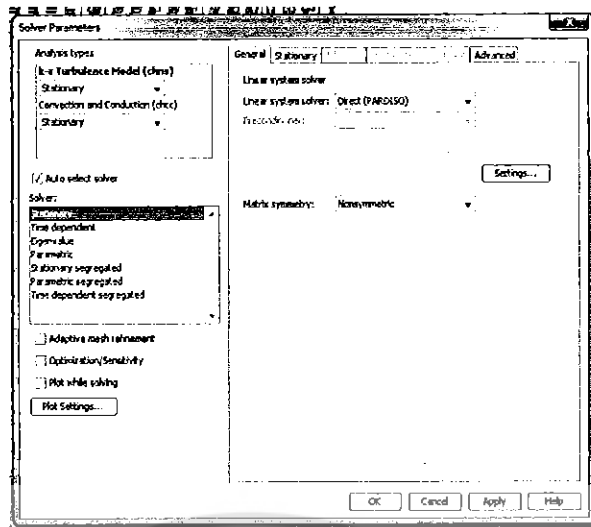 Solver Parameters
Analysis types
k-ε Turbulence Model (chns)
Stationary
Convection and Conduction (chcc)
Stationary
Auto select solver
Solver:
Stationary
Time dependent
Eigenvalue
Parametric
Stationary segregated
Parametric segregated
Time dependent segregated
Adaptive mesh refinement
Optimization/Sensitivity
Plot while solving
Plot Settings...
General Stationary Advanced
Linear system solver
Linear system solver: Direct (PARDISO)
Preconditioner:
Settings...
Matrix symmetry: Nonsymmetric
OK Cancel Apply Help